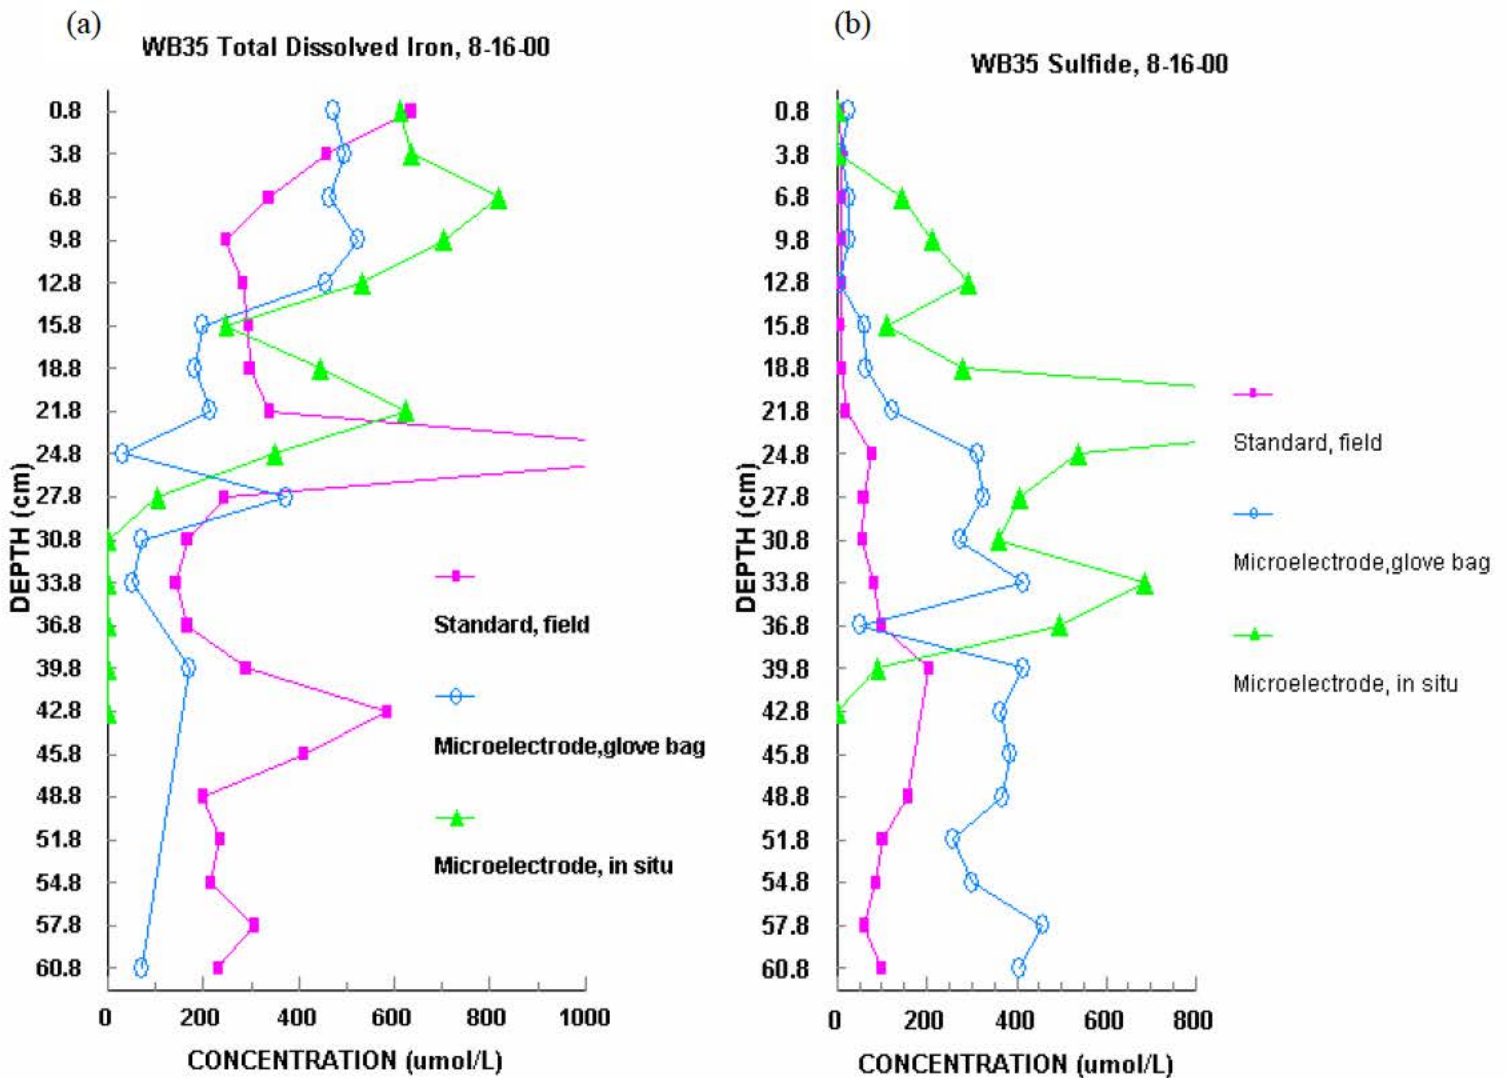 (a)
WB35 Total Dissolved Iron, 8-16-00
0.8
3.8
6.8
9.8
12.8
15.8
18.8
21.8
24.8
27.8
30.8
33.8
36.8
39.8
42.8
45.8
48.8
51.8
54.8
57.8
60.8
DEPTH (cm)
0 200 400 600 800 1000
CONCENTRATION (umol/L)
Standard, field
Microelectrode,glove bag
Microelectrode, in situ
(b)
WB35 Sulfide, 8-16-00
0.8
3.8
6.8
9.8
12.8
15.8
18.8
21.8
24.8
27.8
30.8
33.8
36.8
39.8
42.8
45.8
48.8
51.8
54.8
57.8
60.8
DEPTH (cm)
0 200 400 600 800
CONCENTRATION (umol/L)
Standard, field
Microelectrode,glove bag
Microelectrode, in situ